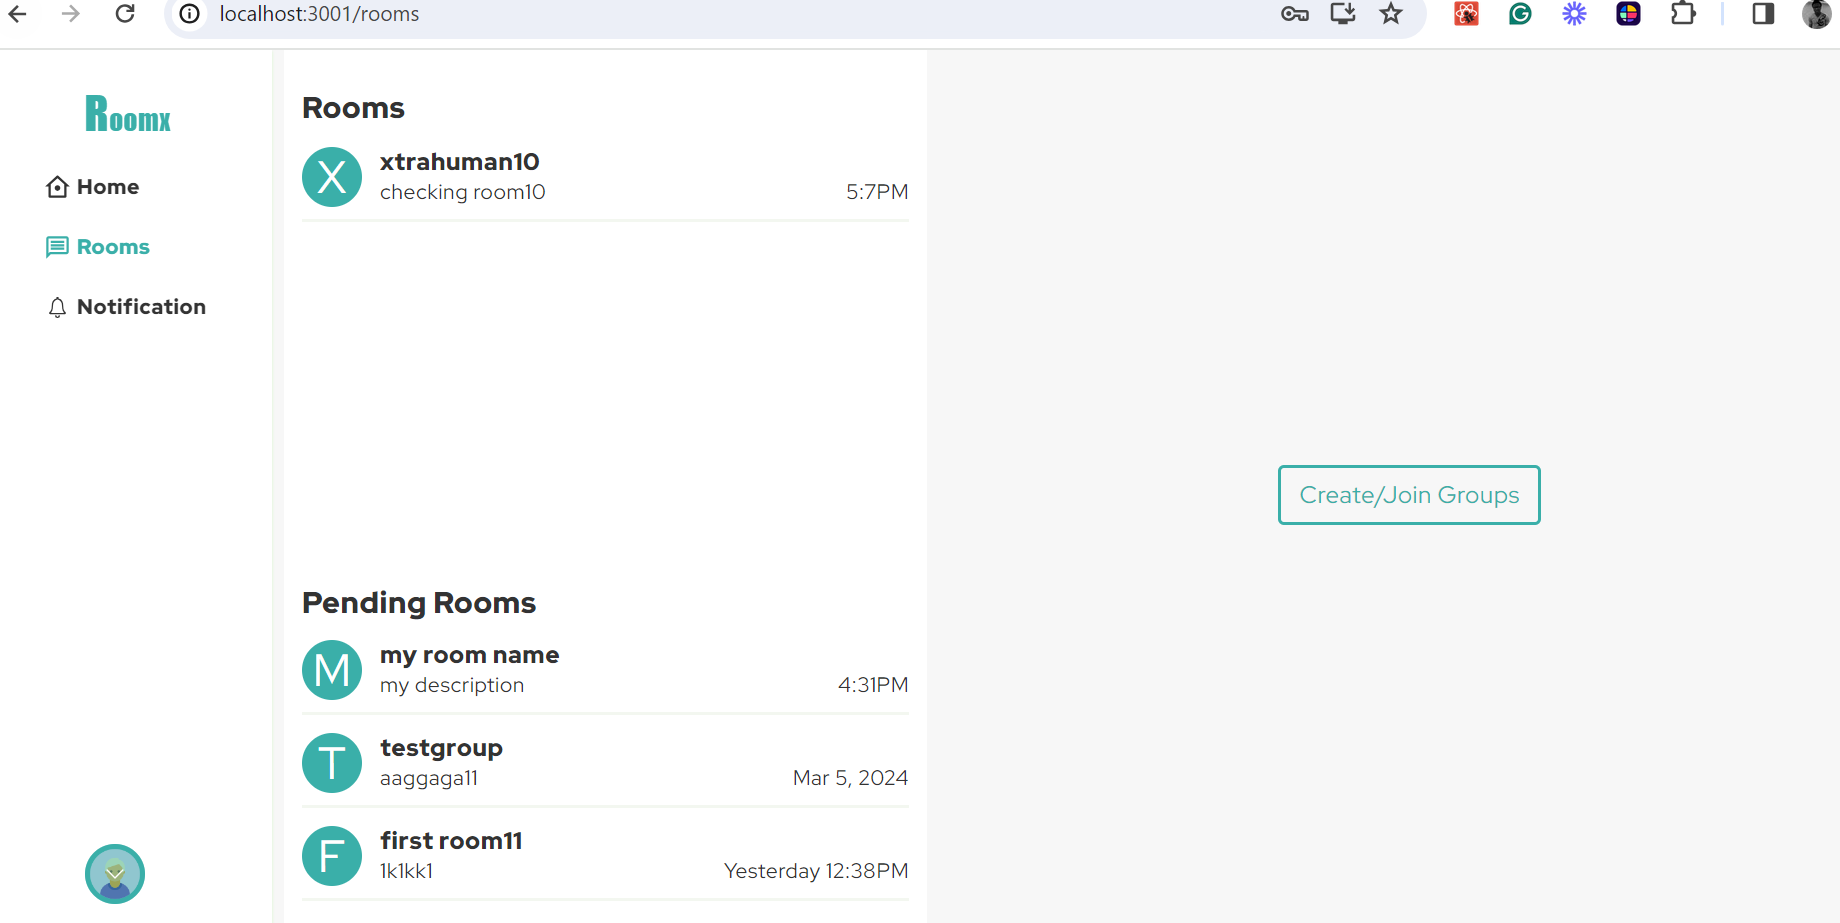 localhost:3001/rooms
Roomx
Home
Rooms
Notification
Rooms
X
xtrahuman10
checking room10
5:7PM
Pending Rooms
M
my room name
my description
4:31PM
T
testgroup
aaggaga11
Mar 5, 2024
F
first room11
1k1kk1
Yesterday 12:38PM
Create/Join Groups